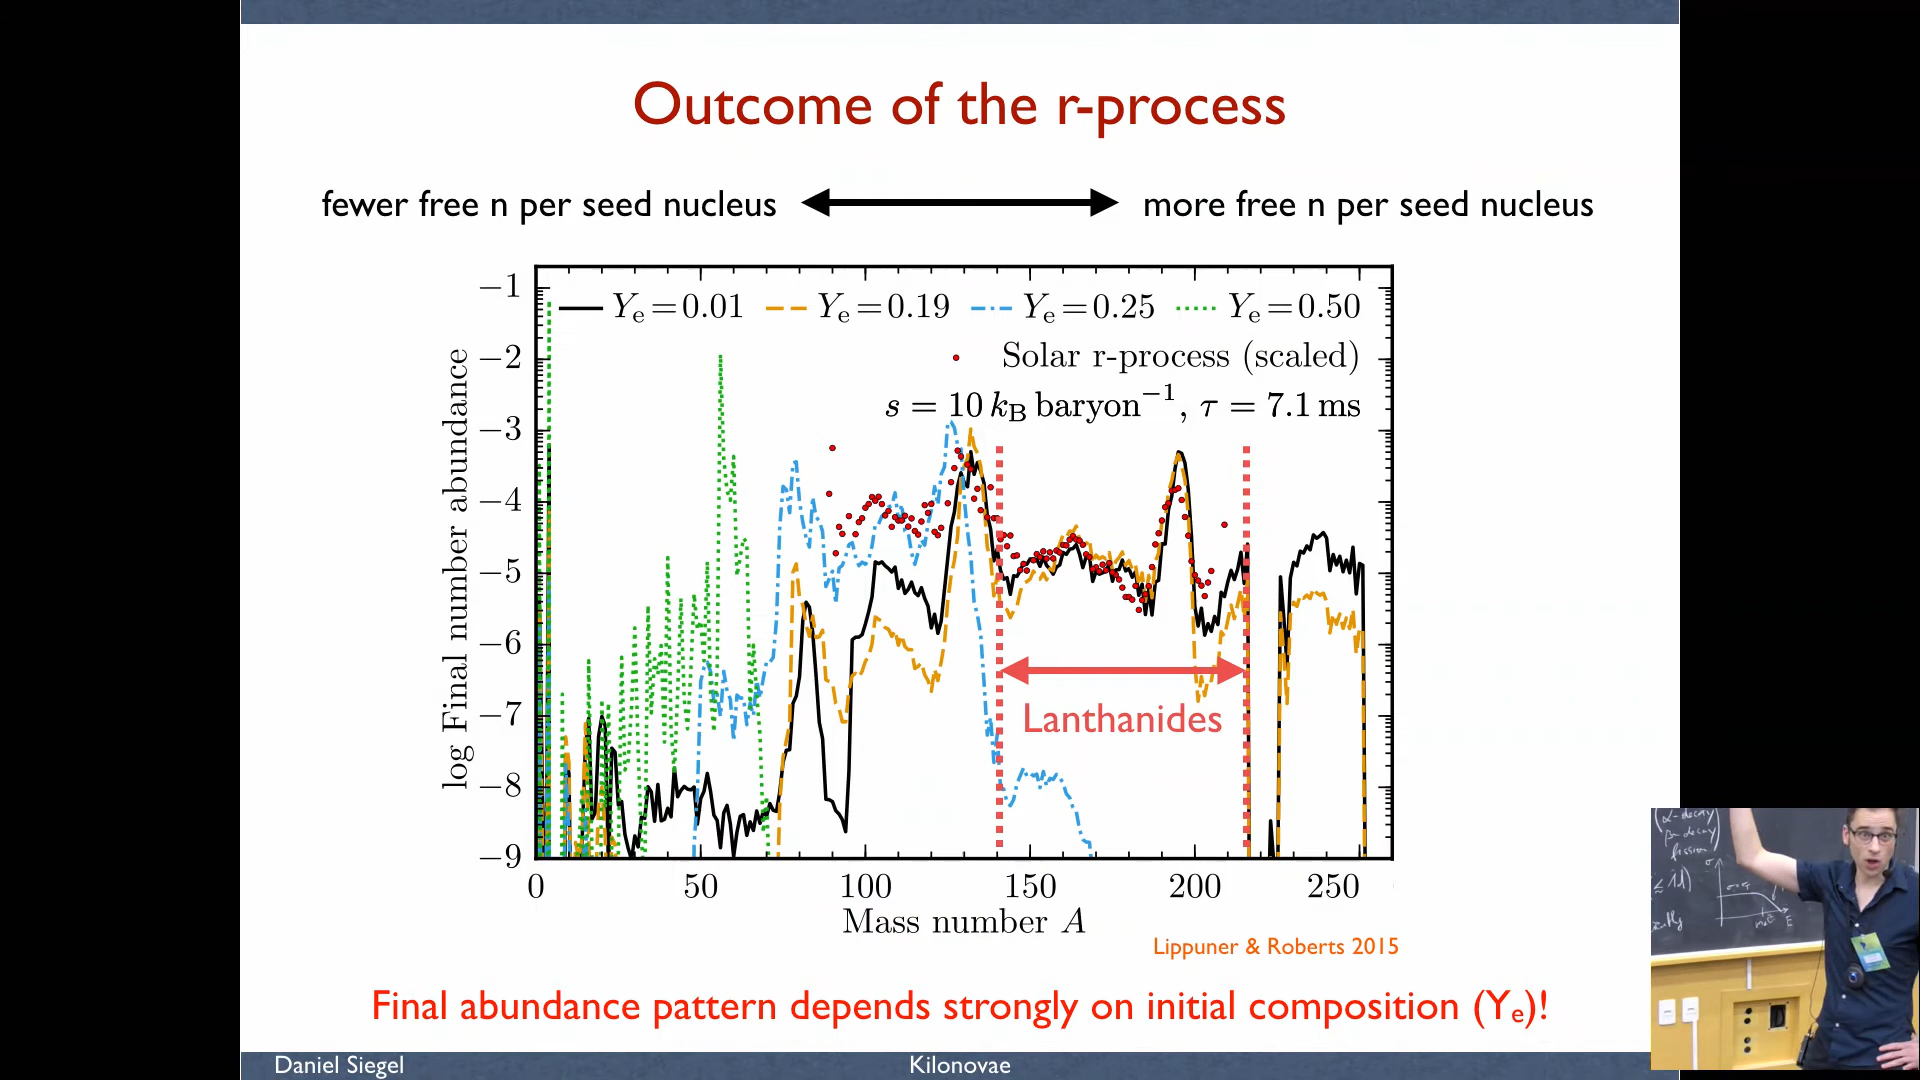 Outcome of the r-process
fewer free n per seed nucleus
more free n per seed nucleus
Yₑ = 0.01
Yₑ = 0.19
Yₑ = 0.25
Yₑ = 0.50
Solar r-process (scaled)
s = 10 k_B baryon⁻¹, τ = 7.1 ms
log Final number abundance
−1
−2
−3
−4
−5
−6
−7
−8
−9
Lanthanides
0 50 100 150 200 250
Mass number A
Lippuner & Roberts 2015
Final abundance pattern depends strongly on initial composition (Yₑ)!
Daniel Siegel
Kilonovae
(α-decay
β-decay
fission